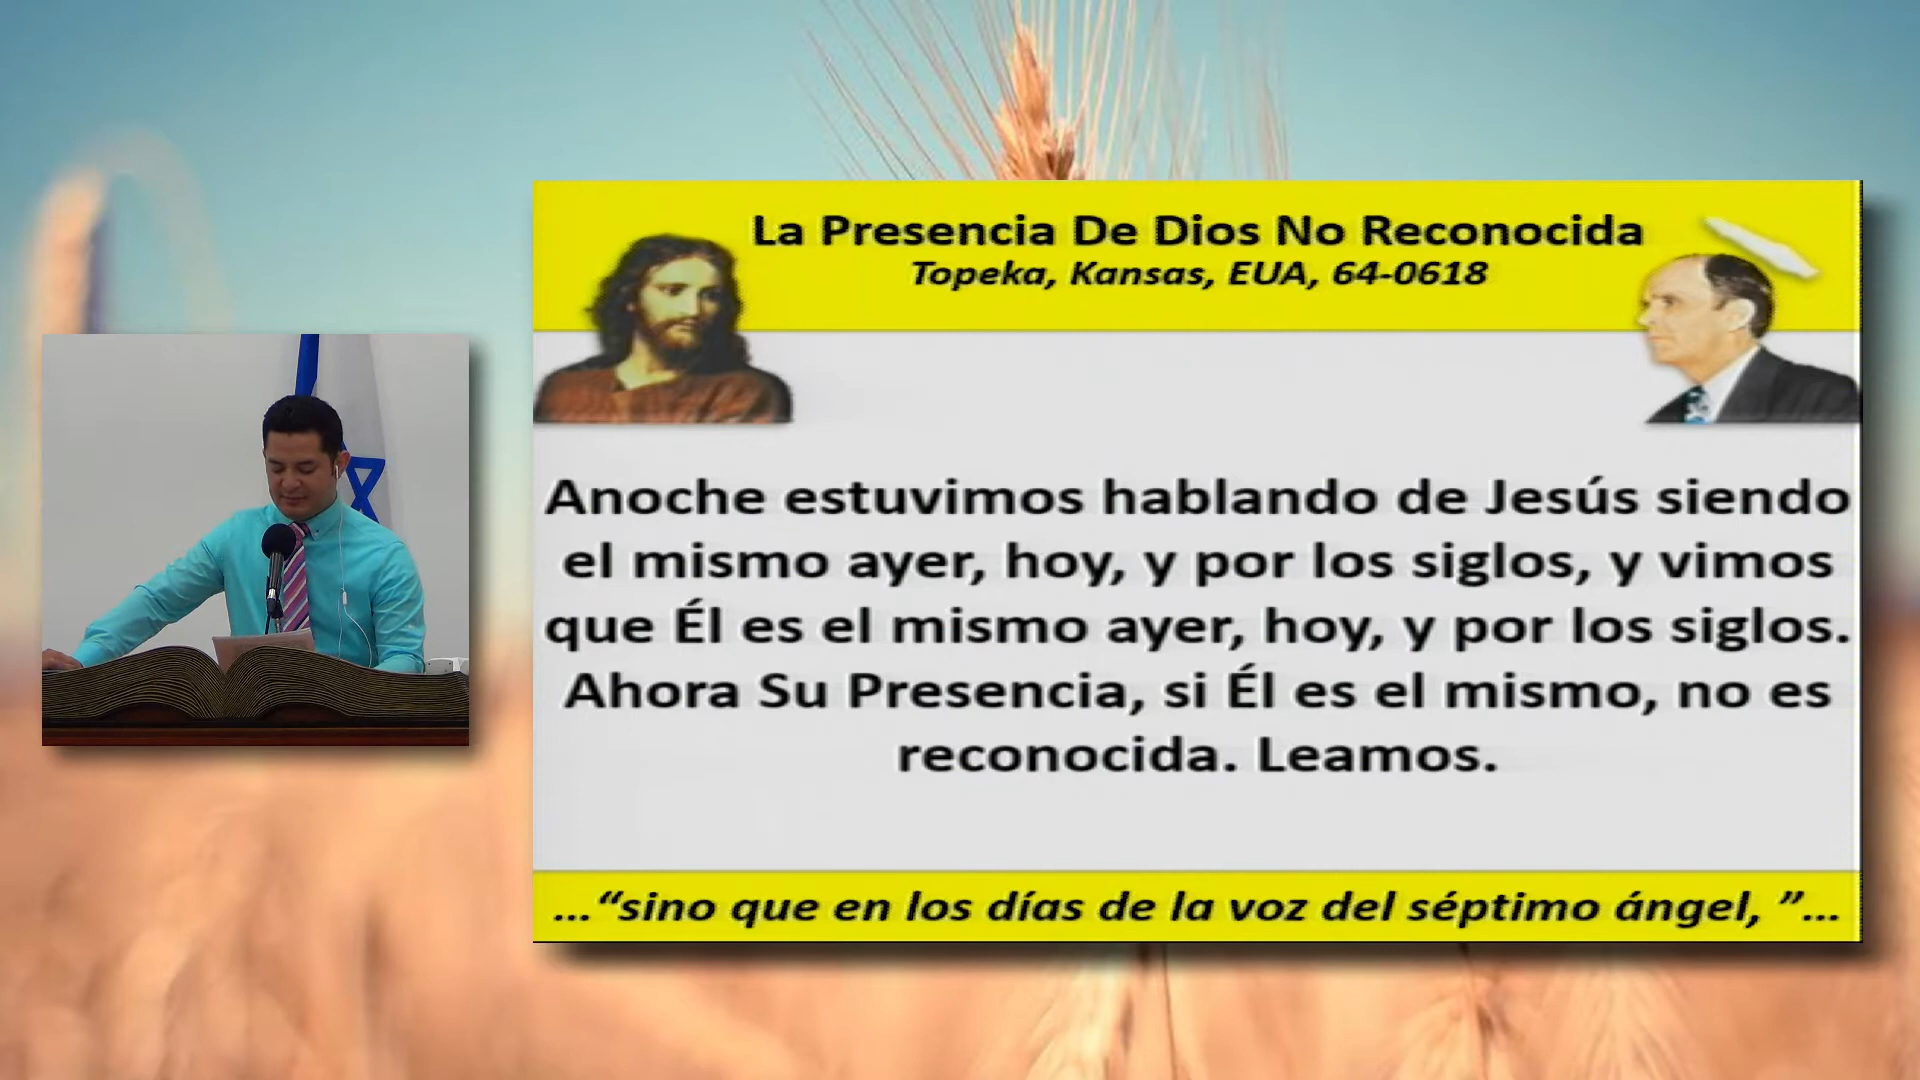 La Presencia De Dios No Reconocida
Topeka, Kansas, EUA, 64-0618
Anoche estuvimos hablando de Jesús siendo
el mismo ayer, hoy, y por los siglos, y vimos
que Él es el mismo ayer, hoy, y por los siglos.
Ahora Su Presencia, si Él es el mismo, no es
reconocida. Leamos.
...“sino que en los días de la voz del séptimo ángel, ”...